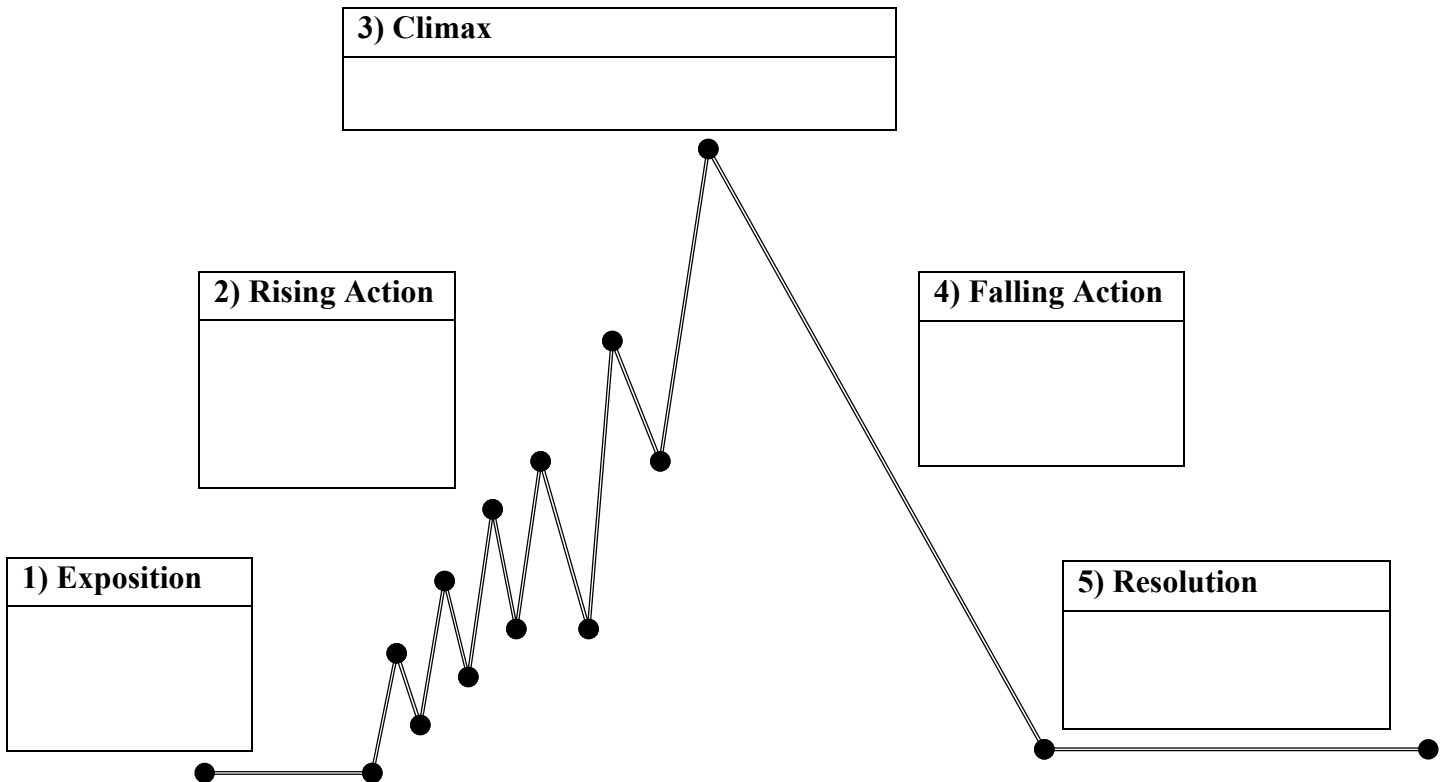 1) Exposition
2) Rising Action
3) Climax
4) Falling Action
5) Resolution